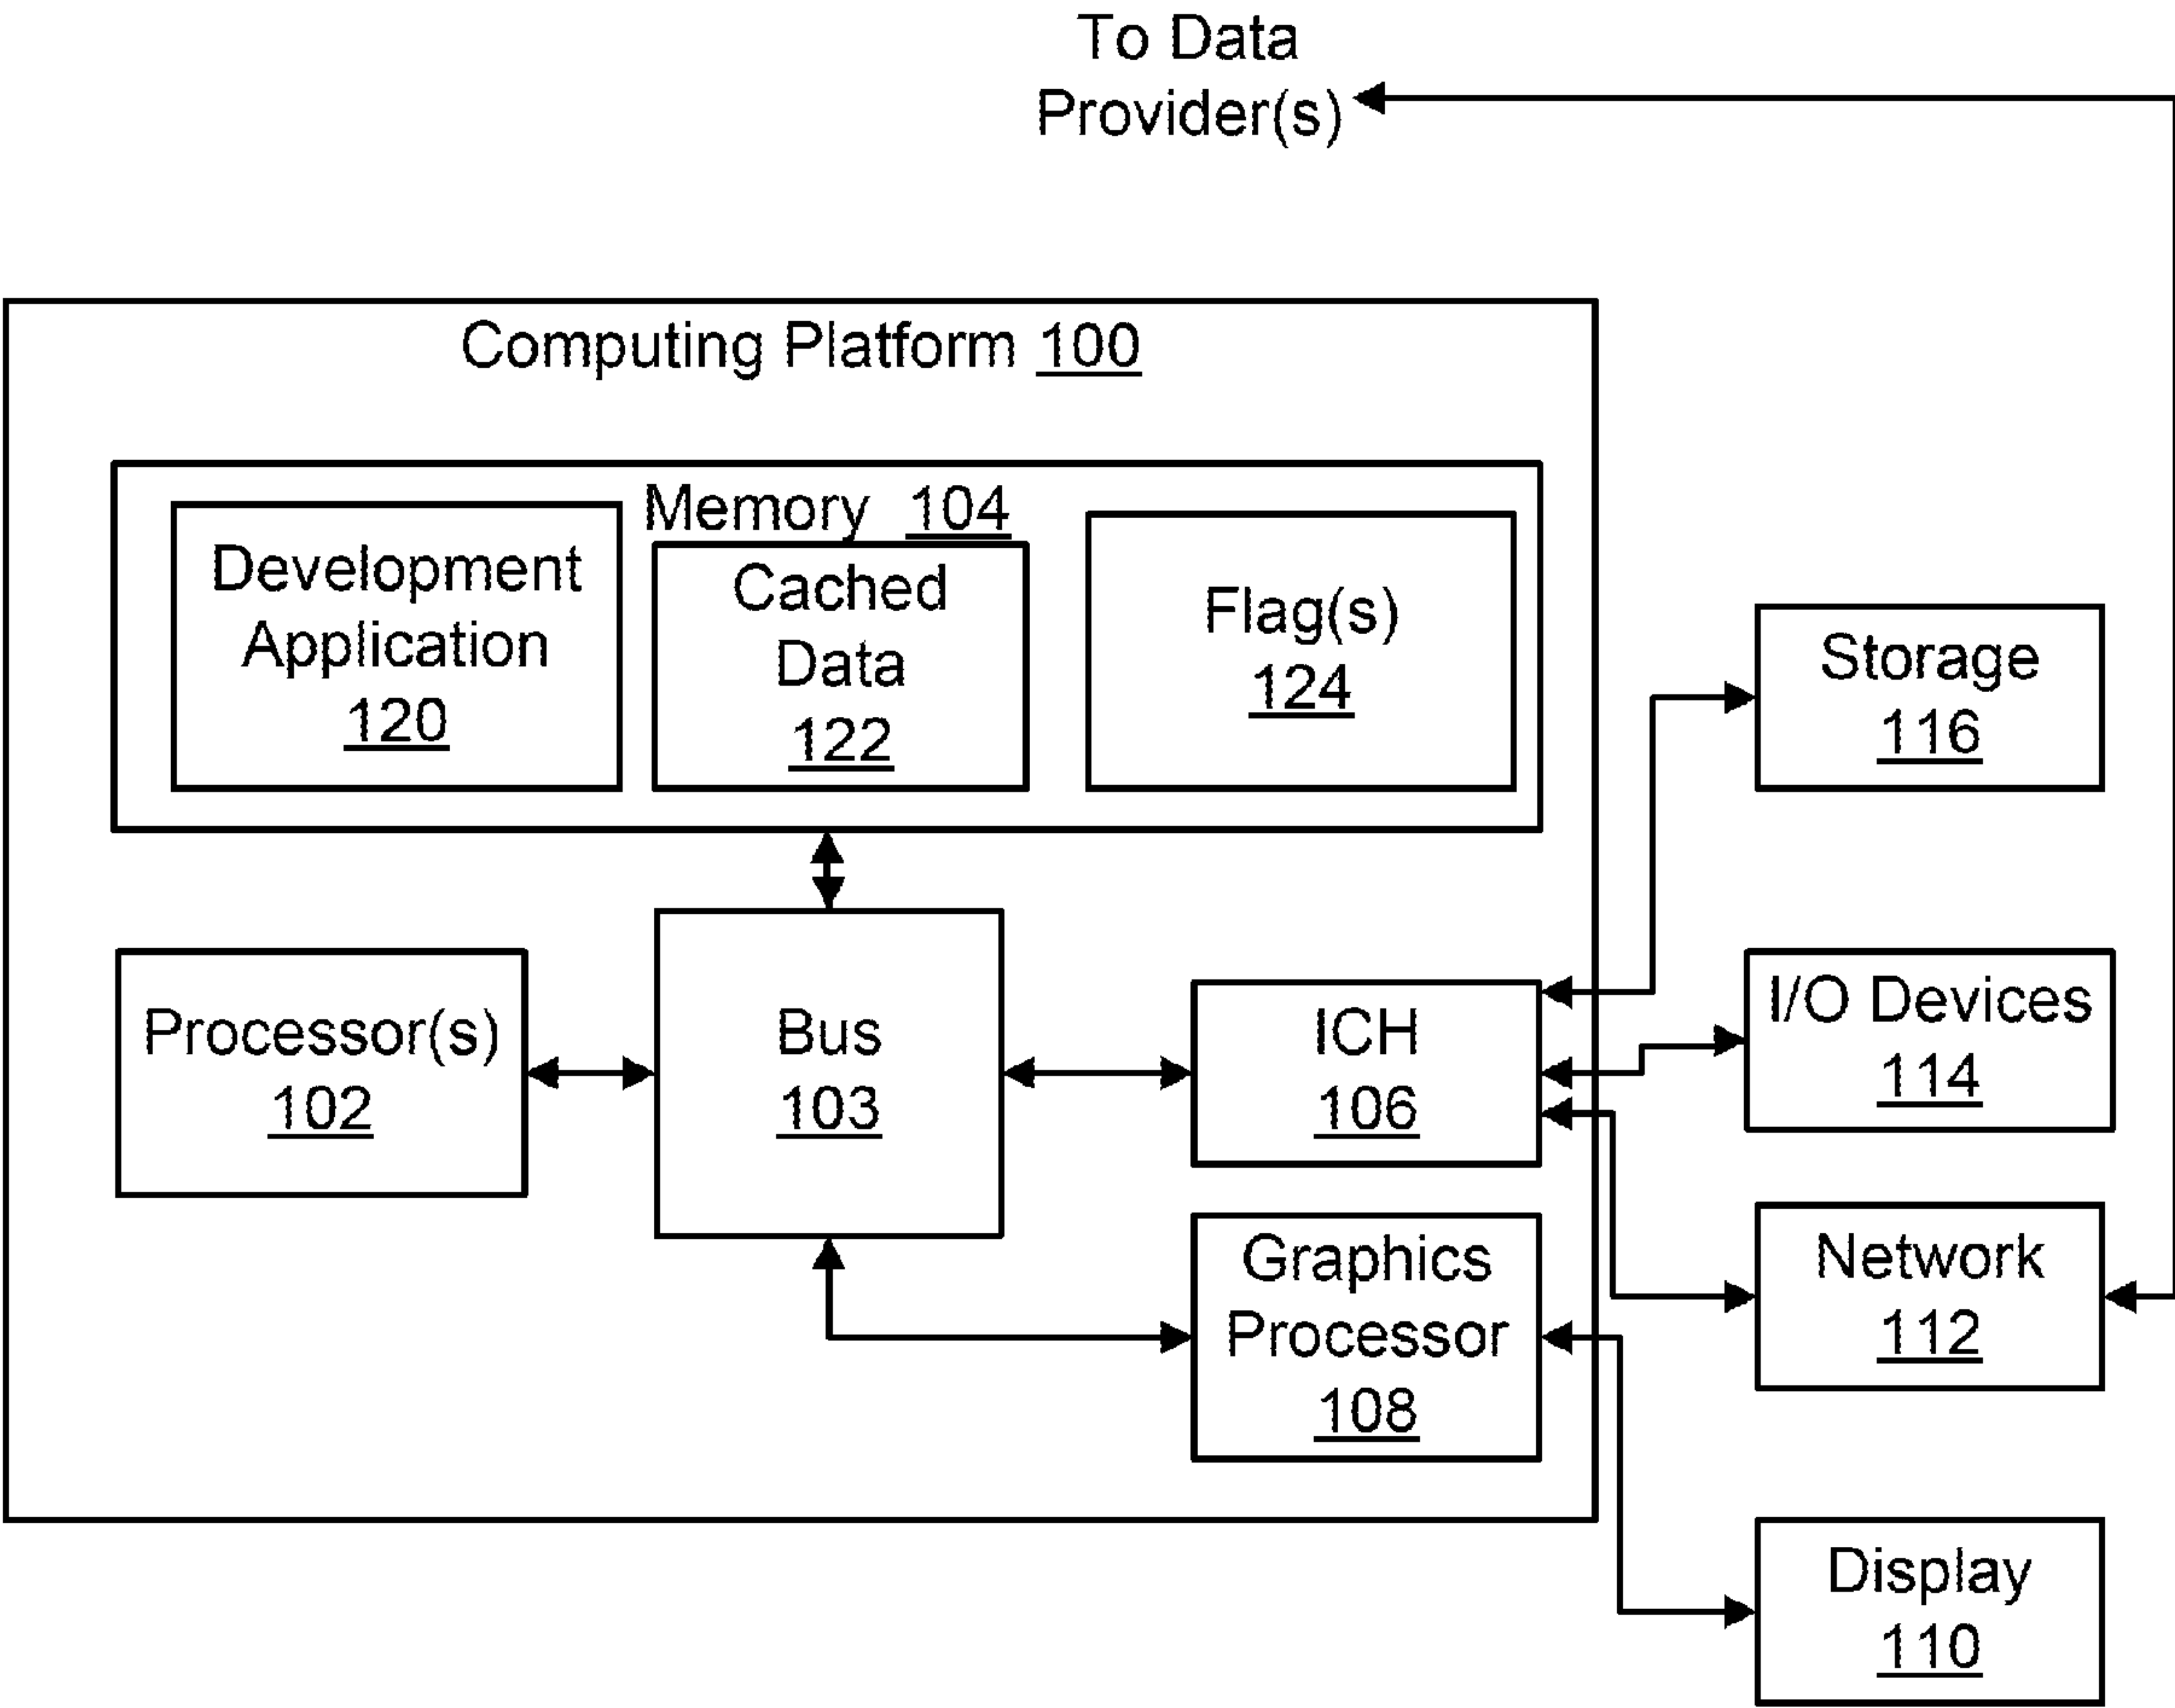 To Data
Provider(s)
Computing Platform 100
Memory 104
Development
Application
120
Cached
Data
122
Flag(s)
124
Storage
116
Processor(s)
102
Bus
103
ICH
106
I/O Devices
114
Graphics
Processor
108
Network
112
Display
110